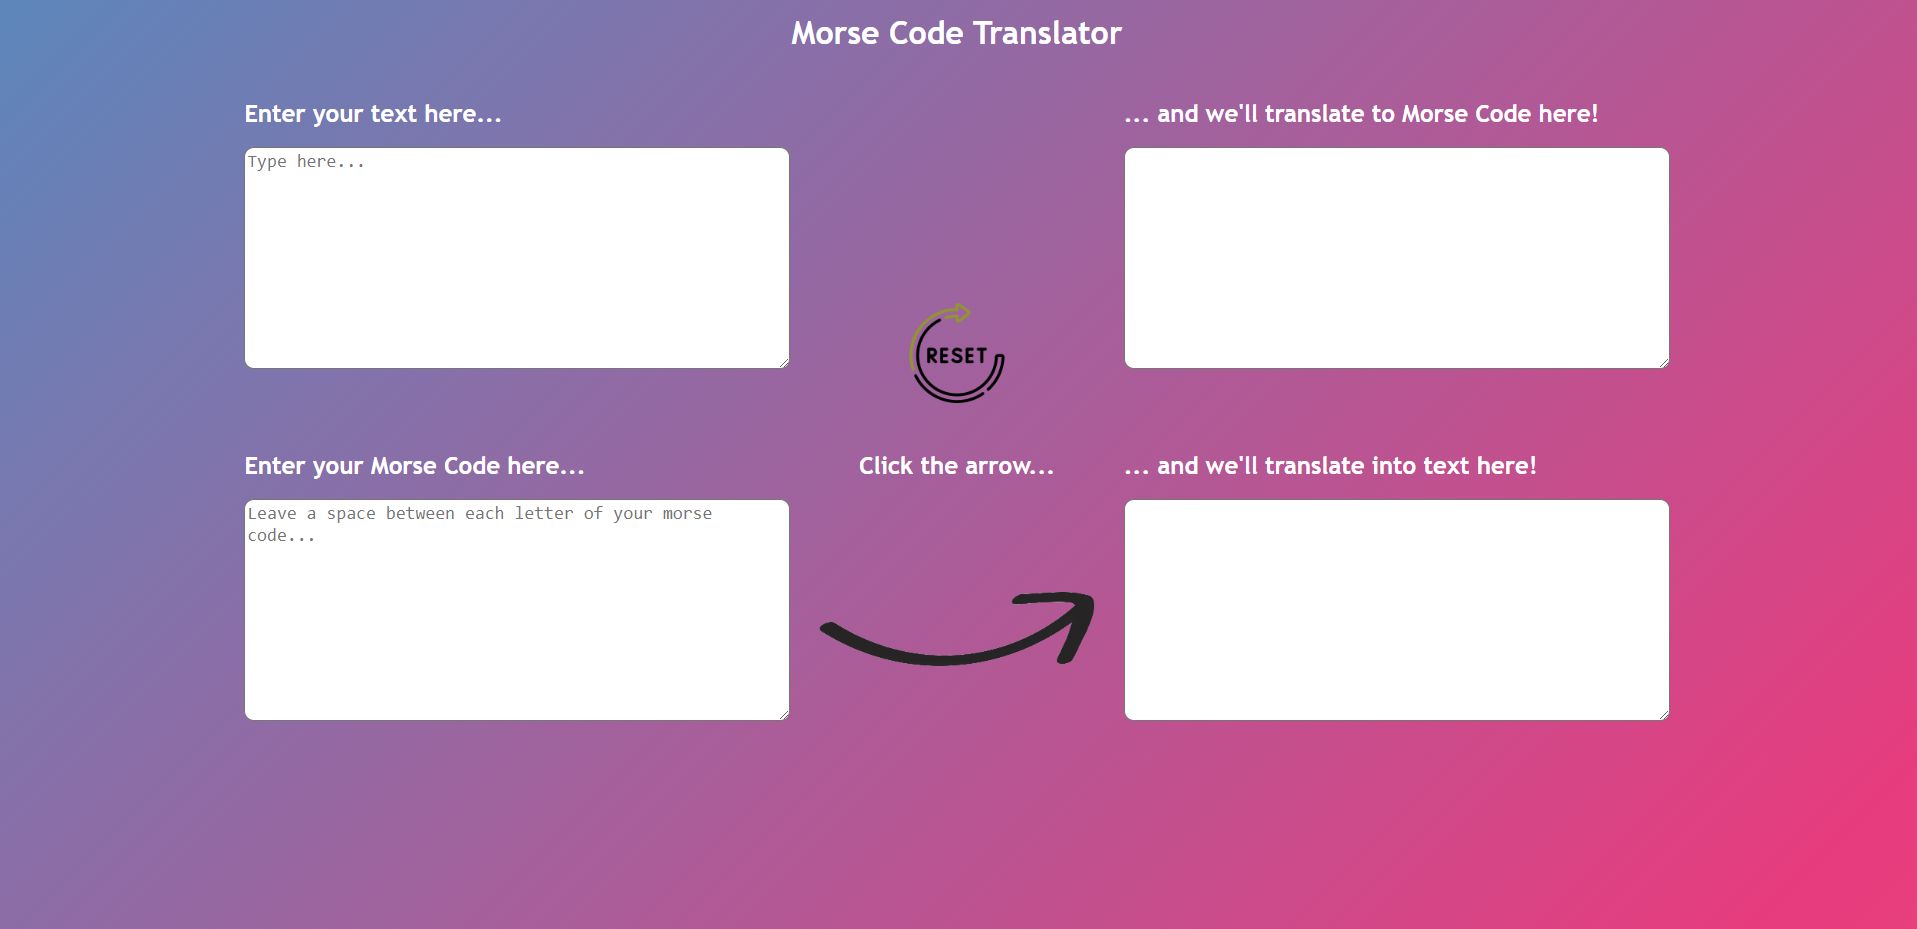 Morse Code Translator
Enter your text here...
... and we'll translate to Morse Code here!
Type here...
RESET
Enter your Morse Code here...
Click the arrow...
... and we'll translate into text here!
Leave a space between each letter of your morse
code...